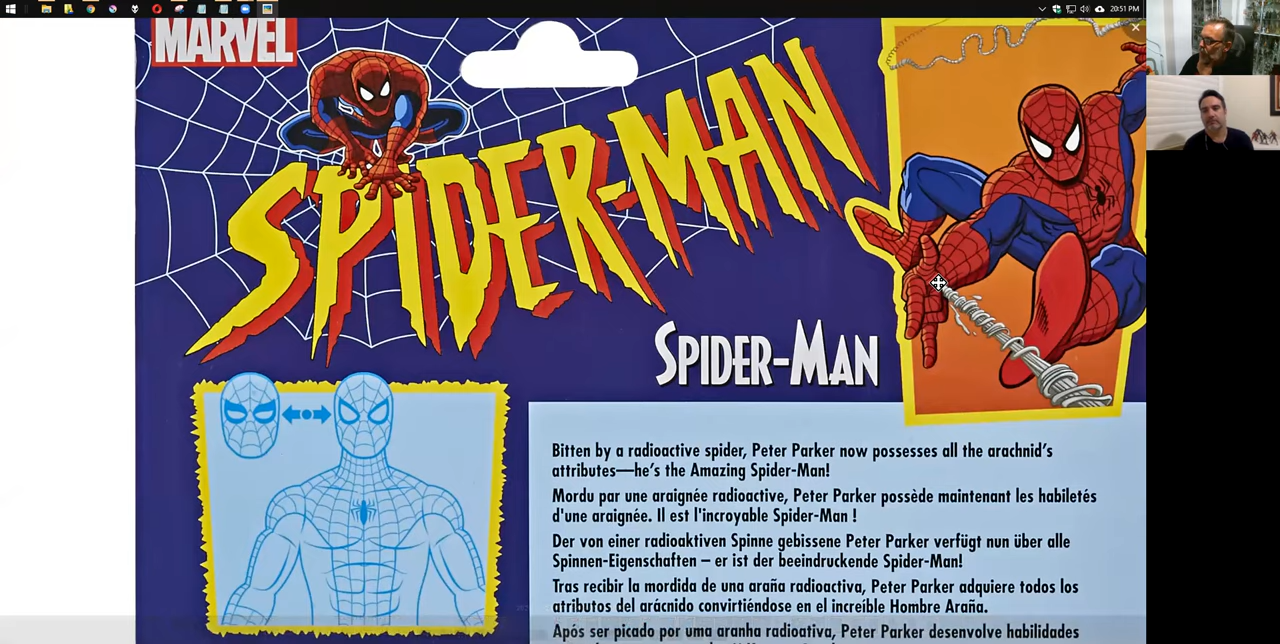 20:51 PM
MARVEL
SPIDER-MAN
SPIDER-MAN
Bitten by a radioactive spider, Peter Parker now possesses all the arachnid's
attributes—he's the Amazing Spider-Man!
Mordu par une araignée radioactive, Peter Parker possède maintenant les habiletés
d'une araignée. Il est l'incroyable Spider-Man !
Der von einer radioaktiven Spinne gebissene Peter Parker verfügt nun über alle
Spinnen-Eigenschaften – er ist der beeindruckende Spider-Man!
Tras recibir la mordida de una araña radioactiva, Peter Parker adquiere todos los
atributos del arácnido convirtiéndose en el increíble Hombre Araña.
Após ser picado por uma aranha radioativa, Peter Parker desenvolve habilidades